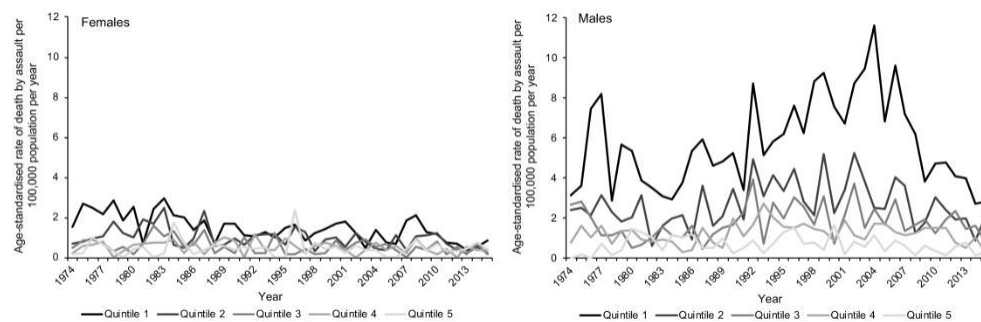 Females
Age-standardised rate of death by assault per
100,000 population per year
12
10
8
6
4
2
0
1974
1977
1980
1983
1986
1989
1992
1995
1998
2001
2004
2007
2010
2013
Year
Quintile 1
Quintile 2
Quintile 3
Quintile 4
Quintile 5
Males
Age-standardised rate of death by assault per
100,000 population per year
12
10
8
6
4
2
0
1974
1977
1980
1983
1986
1989
1992
1995
1998
2001
2004
2007
2010
2013
Year
Quintile 1
Quintile 2
Quintile 3
Quintile 4
Quintile 5